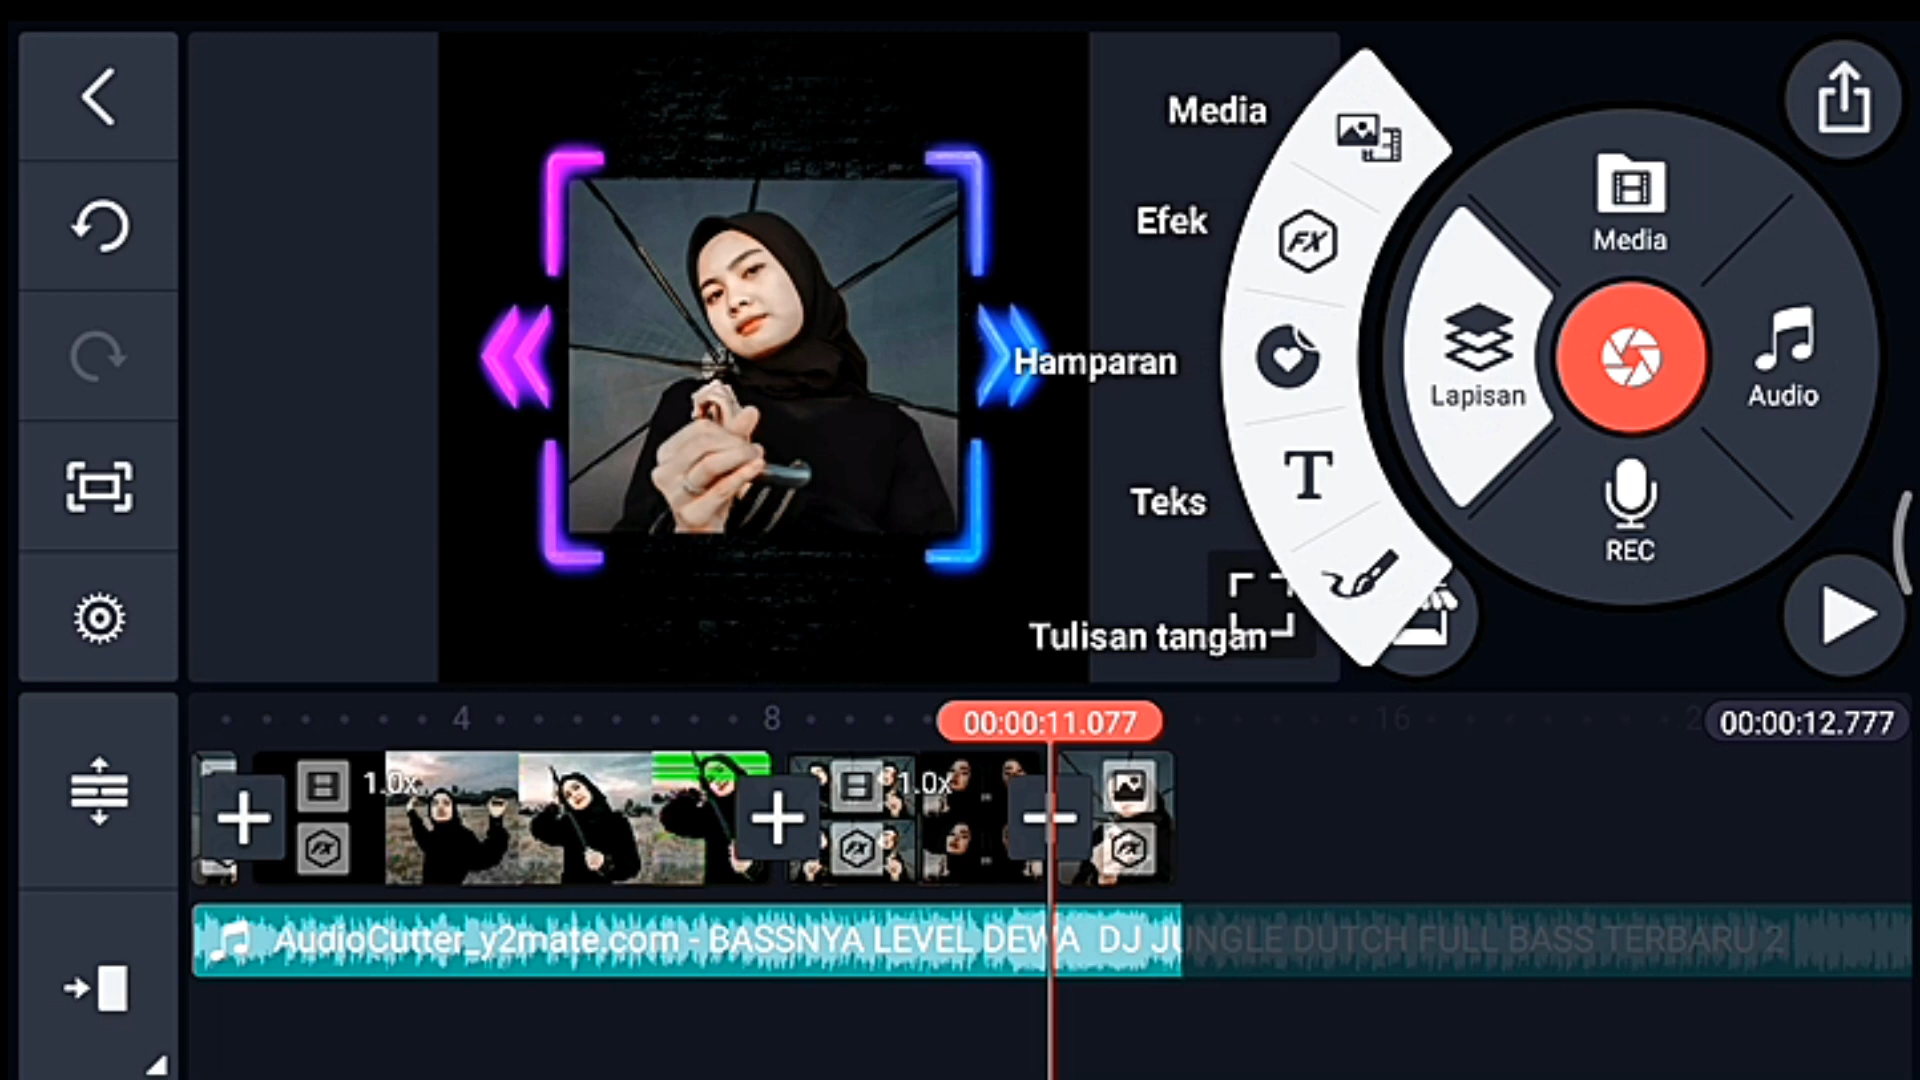 Media
Efek
Hamparan
Teks
Tulisan tangan
Media
Lapisan
Audio
REC
4
8
00:00:11.077
16
00:00:12.777
1.0x
1.0x
AudioCutter_y2mate.com - BASSNYA LEVEL DEWA DJ JUNGLE DUTCH FULL BASS TERBARU 2